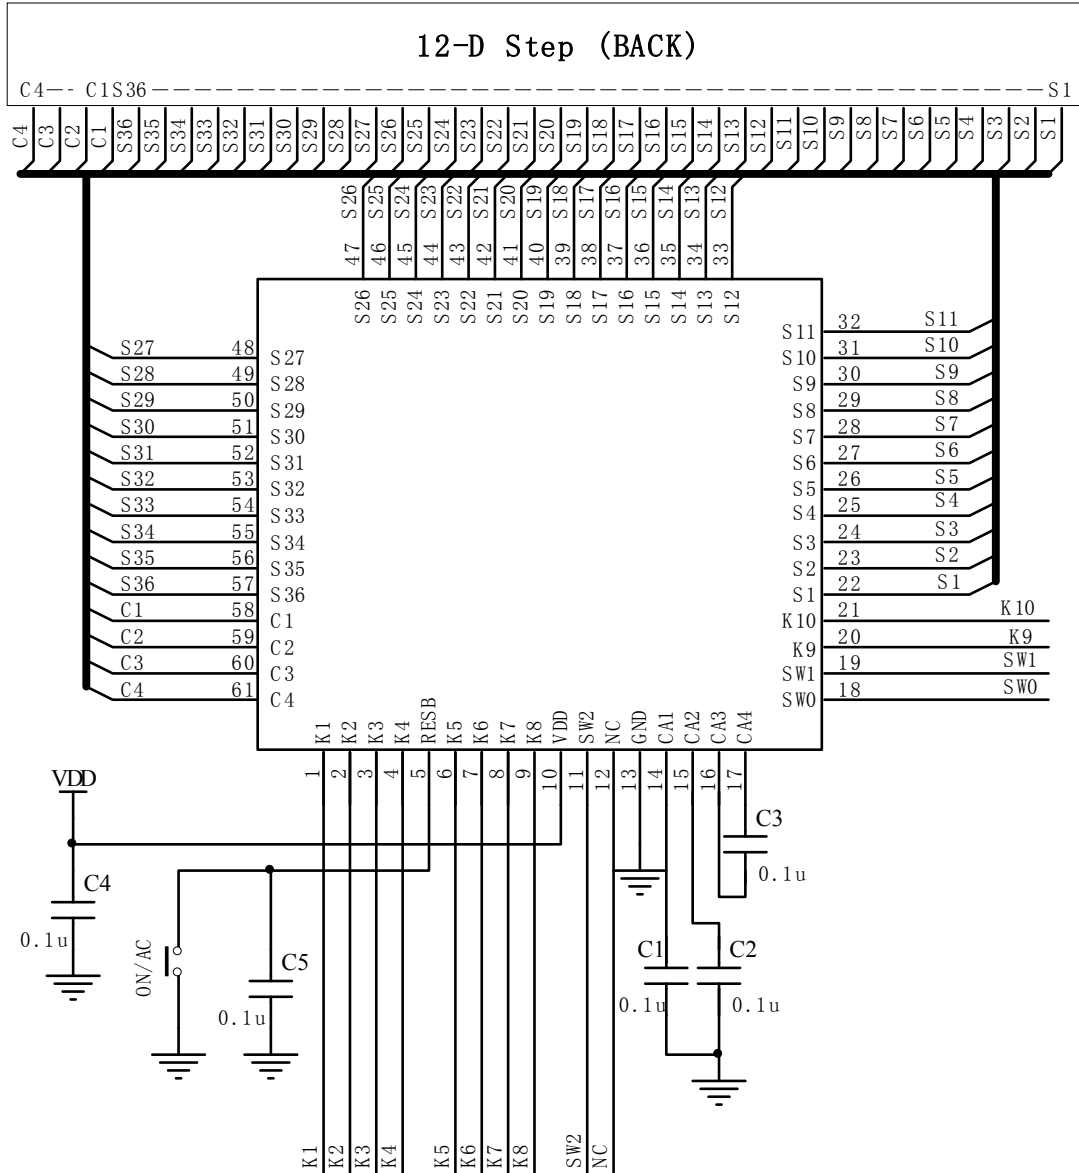 12-D Step (BACK)
C4—- C1S36—————————————————————————————————S1
C4 C3 C2 C1 S36 S35 S34 S33 S32 S31 S30 S29 S28 S27 S26 S25 S24 S23 S22 S21 S20 S19 S18 S17 S16 S15 S14 S13 S12 S11 S10 S9 S8 S7 S6 S5 S4 S3 S2 S1
S26 S25 S24 S23 S22 S21 S20 S19 S18 S17 S16 S15 S14 S13 S12
47 46 45 44 43 42 41 40 39 38 37 36 35 34 33
S26 S25 S24 S23 S22 S21 S20 S19 S18 S17 S16 S15 S14 S13 S12
S11 32 S11
S27 48 S27 S10 31 S10
S28 49 S28 S9 30 S9
S29 50 S29 S8 29 S8
S30 51 S30 S7 28 S7
S31 52 S31 S6 27 S6
S32 53 S32 S5 26 S5
S33 54 S33 S4 25 S4
S34 55 S34 S3 24 S3
S35 56 S35 S2 23 S2
S36 57 S36 S1 22 S1
C1 58 C1 K10 21 K10
C2 59 C2 K9 20 K9
C3 60 C3 SW1 19 SW1
C4 61 C4 SW0 18 SW0
K1 K2 K3 K4 RESB K5 K6 K7 K8 VDD SW2 NC GND CA1 CA2 CA3 CA4
1 2 3 4 5 6 7 8 9 10 11 12 13 14 15 16 17
VDD
C3
0.1u
C4
0.1u
ON/AC
C5
0.1u
C1
0.1u
C2
0.1u
K1 K2 K3 K4 K5 K6 K7 K8 SW2 NC